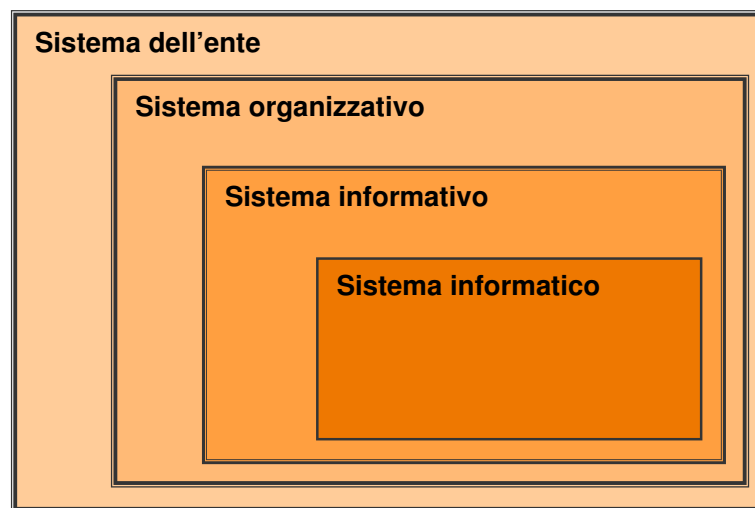 Sistema dell'ente
Sistema organizzativo
Sistema informativo
Sistema informatico